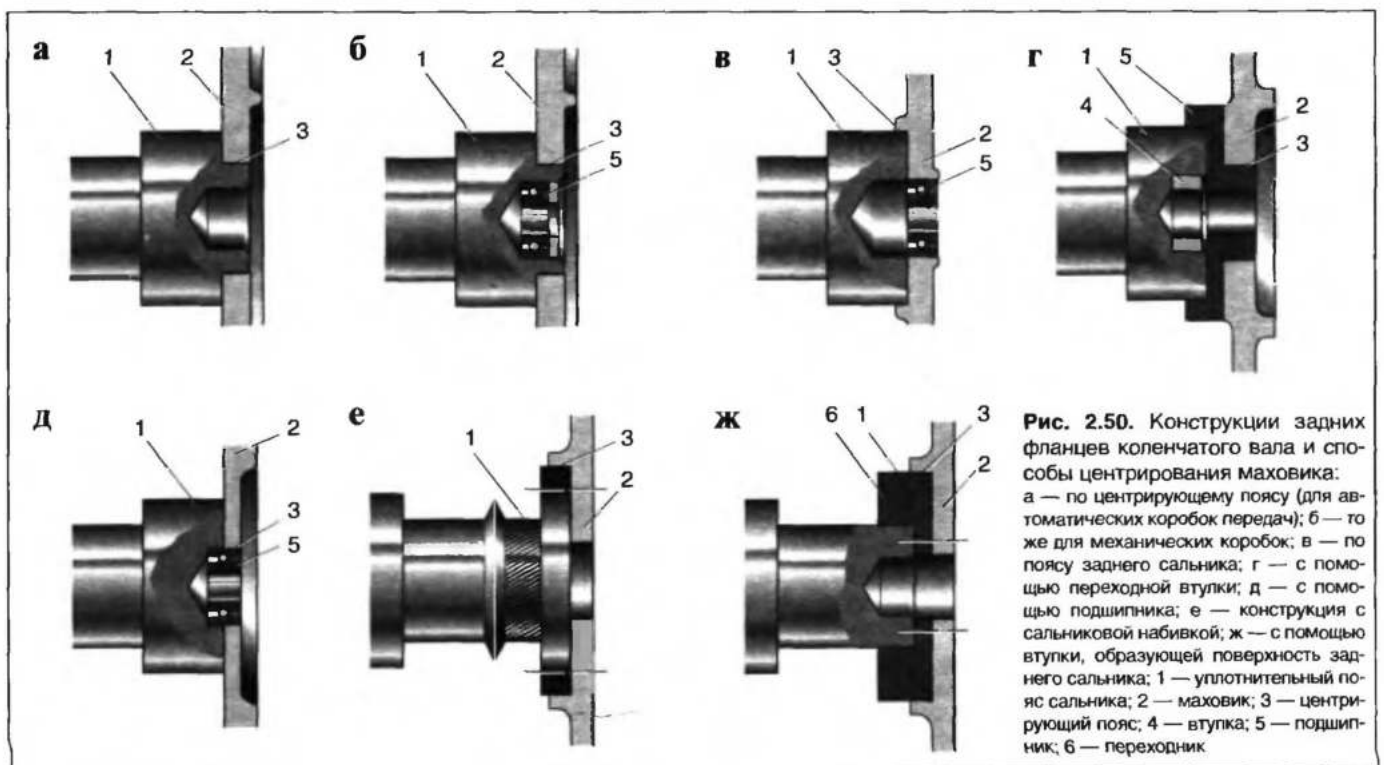 а
2
1
3
б
2
1
3
5
в
3
1
2
5
г
1
5
4
2
3
д
1
2
3
5
е
1
3
2
ж
6
1
3
2
Рис. 2.50. Конструкции задних
фланцев коленчатого вала и спо-
собы центрирования маховика:
а — по центрирующему поясу (для ав-
томатических коробок передач); б — то
же для механических коробок; в — по
поясу заднего сальника; г — с помо-
щью переходной втулки; д — с помо-
щью подшипника; е — конструкция с
сальниковой набивкой; ж — с помощью
втулки, образующей поверхность зад-
него сальника; 1 — уплотнительный по-
яс сальника; 2 — маховик; 3 — центри-
рующий пояс; 4 — втулка; 5 — подшип-
ник; 6 — переходник